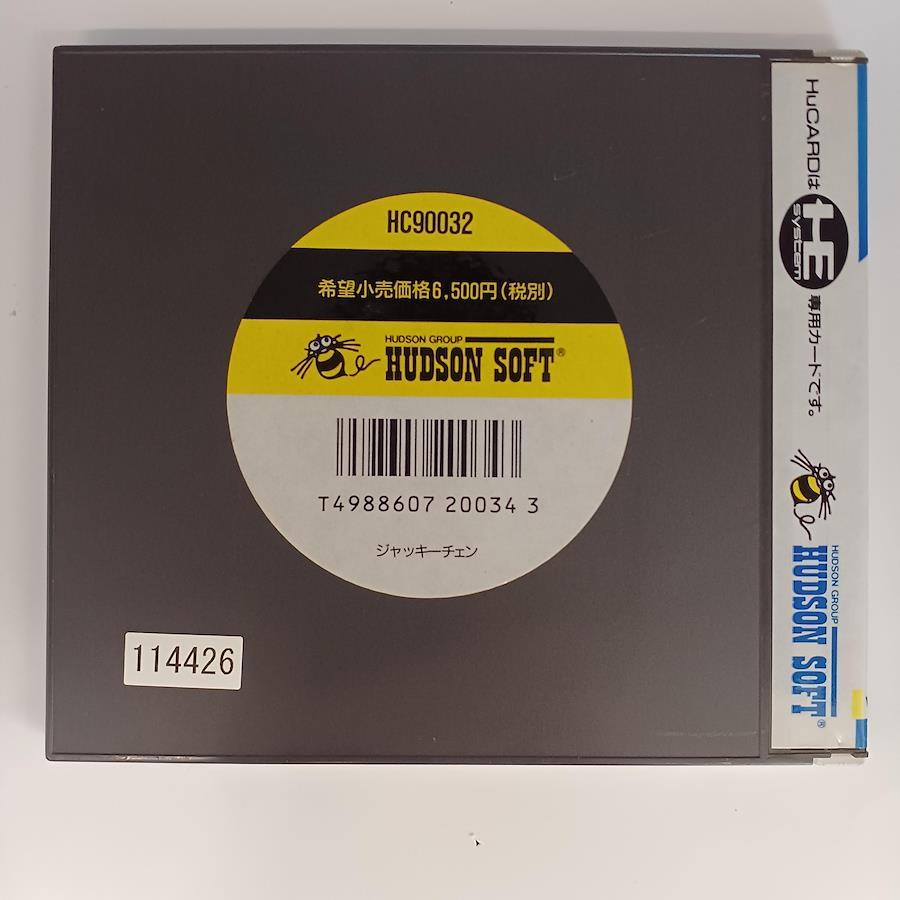 HC90032
希望小売価格6,500円(税別)
HUDSON GROUP
HUDSON SOFT®
T4988607 20034 3
ジャッキーチェン
114426
HuCARDは HE system 専用カードです。
HUDSON GROUP
HUDSON SOFT®